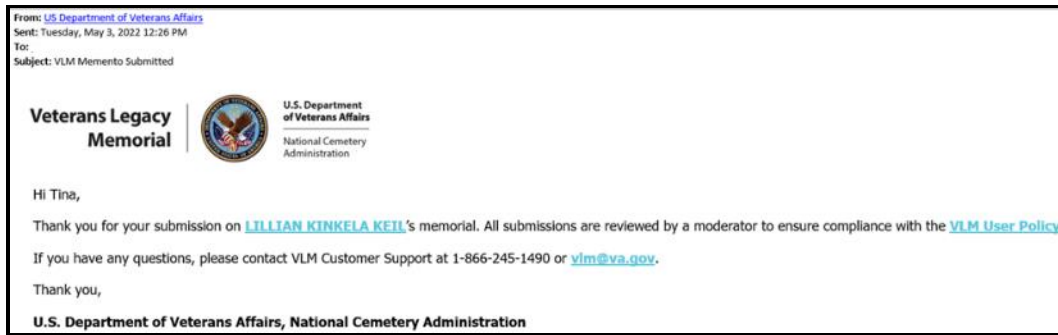 From: US Department of Veterans Affairs
Sent: Tuesday, May 3, 2022 12:26 PM
To:
Subject: VLM Memento Submitted
Veterans Legacy
Memorial
U.S. Department
of Veterans Affairs
National Cemetery
Administration
Hi Tina,
Thank you for your submission on LILLIAN KINKELA KEIL's memorial. All submissions are reviewed by a moderator to ensure compliance with the VLM User Policy
If you have any questions, please contact VLM Customer Support at 1-866-245-1490 or vlm@va.gov.
Thank you,
U.S. Department of Veterans Affairs, National Cemetery Administration